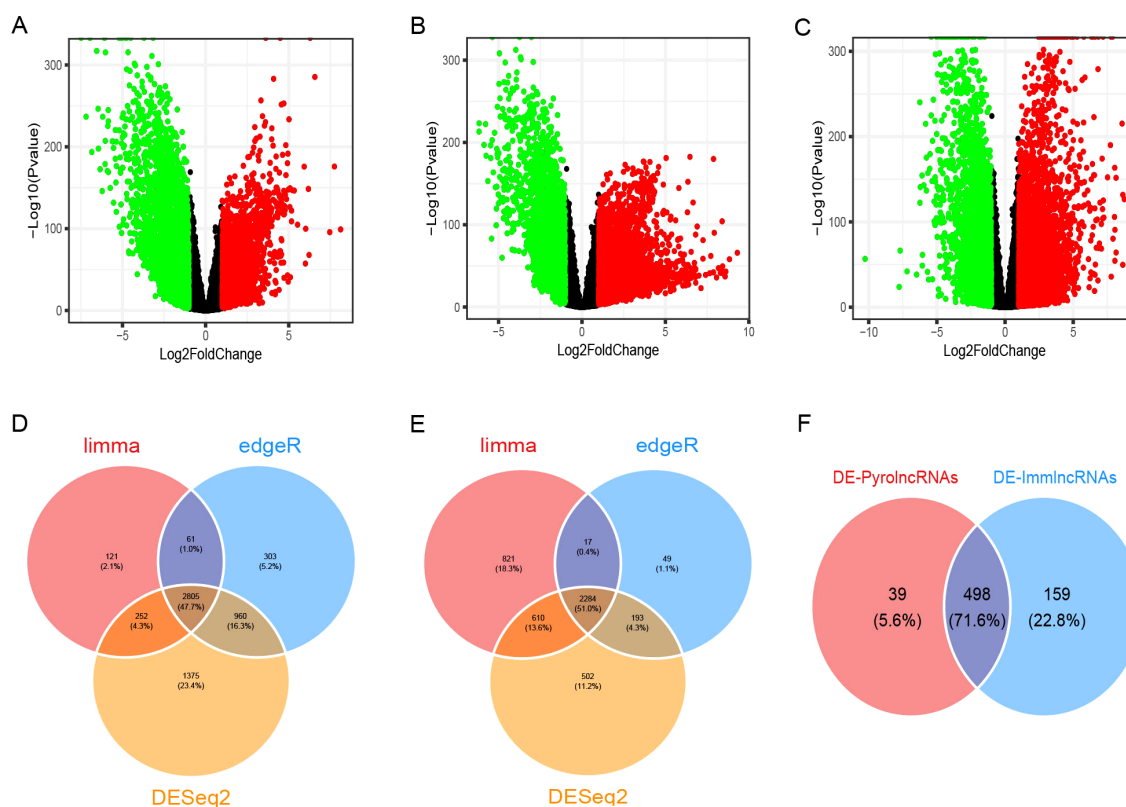 A
B
C
300
200
100
0
−Log10(Pvalue)
−5
0
5
Log2FoldChange
300
200
100
0
−Log10(Pvalue)
−5
0
5
10
Log2FoldChange
300
200
100
0
−Log10(Pvalue)
−10
−5
0
5
Log2FoldChange
D
limma
edgeR
61
(1.0%)
121
(2.1%)
303
(5.2%)
2805
(47.7%)
252
(4.3%)
960
(16.3%)
1375
(23.4%)
DESeq2
E
limma
edgeR
17
(0.4%)
821
(18.3%)
49
(1.1%)
2284
(51.0%)
610
(13.6%)
193
(4.3%)
502
(11.2%)
DESeq2
F
DE-PyrolncRNAs
DE-ImmlncRNAs
39
(5.6%)
498
(71.6%)
159
(22.8%)